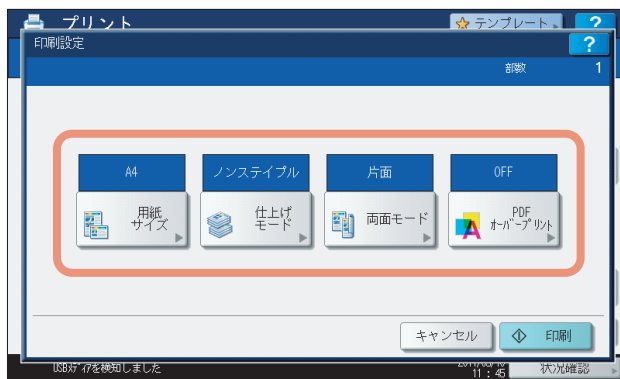 プリント
テンプレート
?
印刷設定
?
部数 1
A4
ノンステイプル
片面
OFF
用紙
サイズ
仕上げ
モード
両面モード
PDF
オーバープリント
キャンセル
印刷
USBメディアを検知しました
11 : 45
状況確認